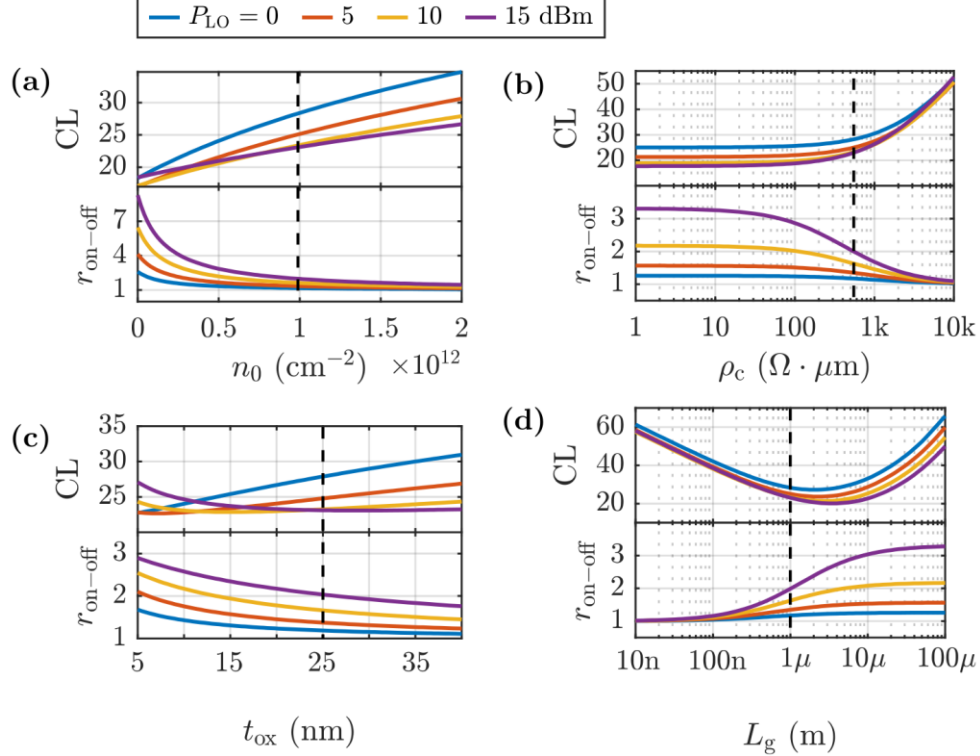 P_LO = 0 5 10 15 dBm
(a)
CL
30
20
r_on−off
7
4
1
0 0.5 1 1.5 2
n_0 (cm^−2) ×10^12
(b)
CL
50
30
20
r_on−off
3
2
1
1 10 100 1k 10k
ρ_c (Ω · μm)
(c)
CL
35
30
25
r_on−off
3
2
1
5 15 25 35
t_ox (nm)
(d)
CL
60
40
20
r_on−off
3
2
1
10n 100n 1μ 10μ 100μ
L_g (m)